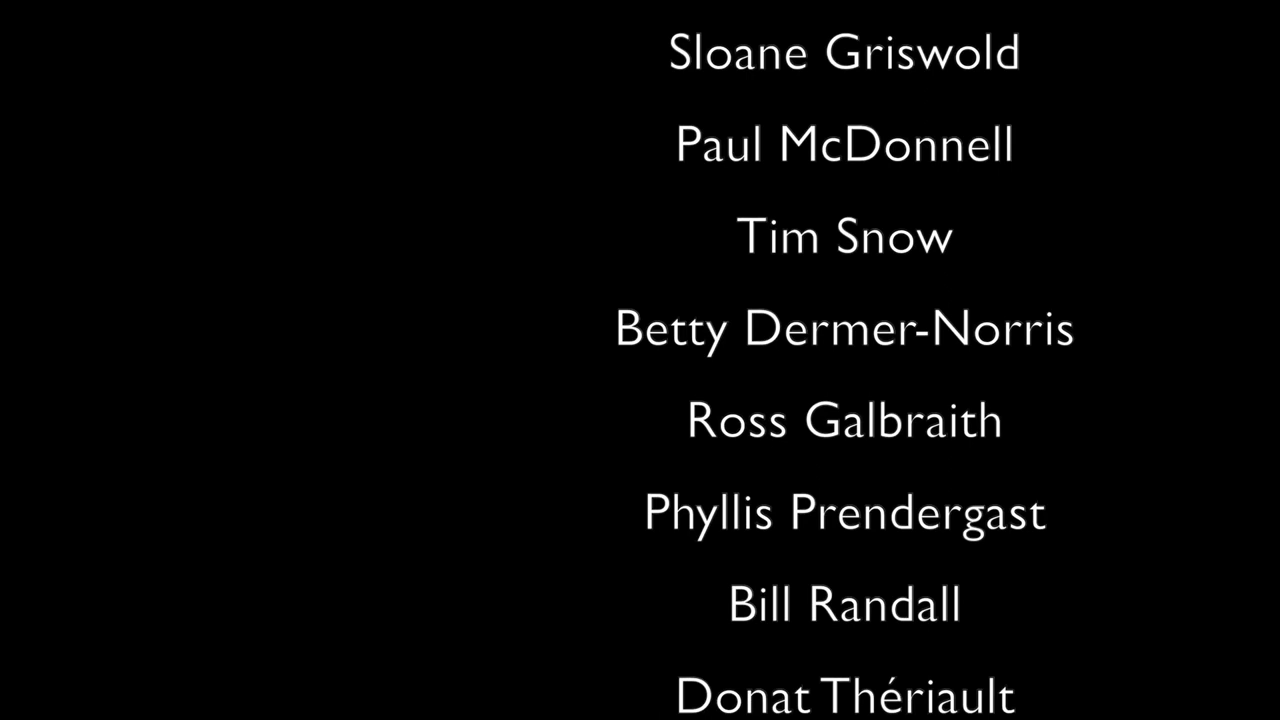 Sloane Griswold
Paul McDonnell
Tim Snow
Betty Dermer-Norris
Ross Galbraith
Phyllis Prendergast
Bill Randall
Donat Thériault